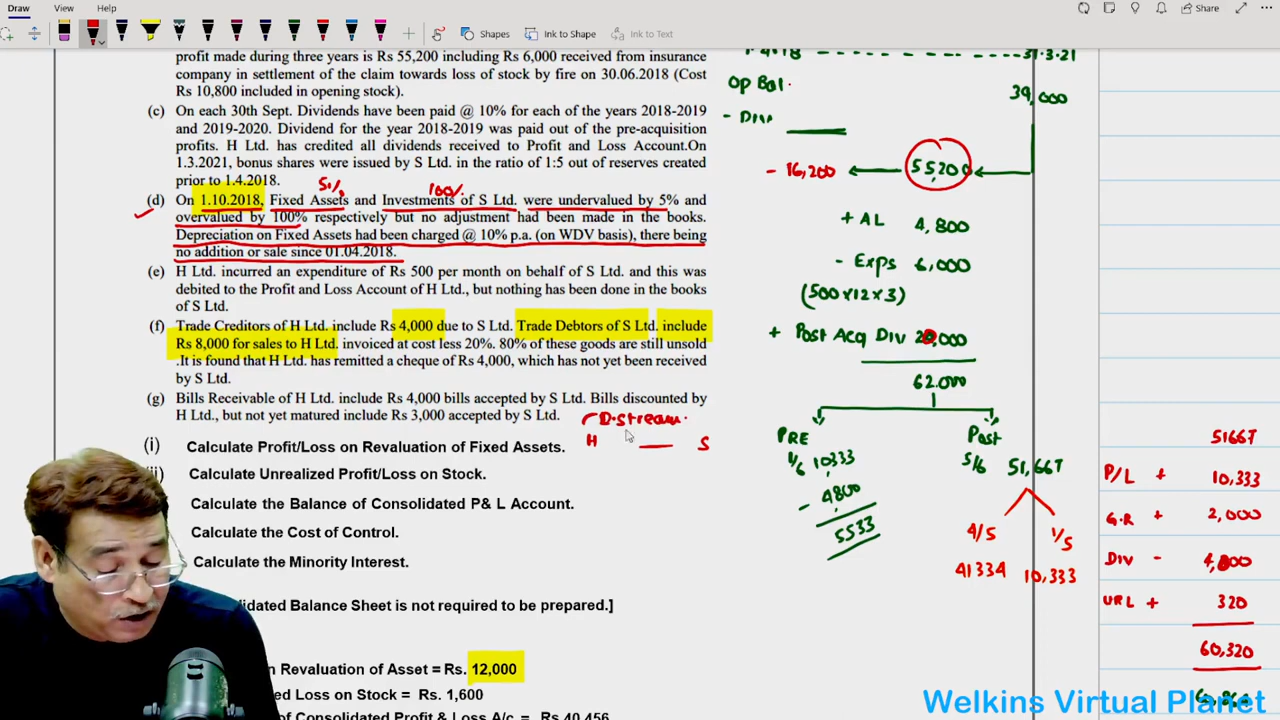 Draw Insert View Help
Share
Shapes Ink to Shape Ink to Text
profit made during three years is Rs 55,200 including Rs 6,000 received from insurance
company in settlement of the claim towards loss of stock by fire on 30.06.2018 (Cost
Rs 10,800 included in opening stock).
(c) On each 30th Sept. Dividends have been paid @ 10% for each of the years 2018-2019
and 2019-2020. Dividend for the year 2018-2019 was paid out of the pre-acquisition
profits. H Ltd. has credited all dividends received to Profit and Loss Account.On
1.3.2021, bonus shares were issued by S Ltd. in the ratio of 1:5 out of reserves created
prior to 1.4.2018.
5% 100%
(d) On 1.10.2018, Fixed Assets and Investments of S Ltd. were undervalued by 5% and
overvalued by 100% respectively but no adjustment had been made in the books.
Depreciation on Fixed Assets had been charged @ 10% p.a. (on WDV basis), there being
no addition or sale since 01.04.2018.
(e) H Ltd. incurred an expenditure of Rs 500 per month on behalf of S Ltd. and this was
debited to the Profit and Loss Account of H Ltd., but nothing has been done in the books
of S Ltd.
(f) Trade Creditors of H Ltd. include Rs 4,000 due to S Ltd. Trade Debtors of S Ltd. include
Rs 8,000 for sales to H Ltd. invoiced at cost less 20%. 80% of these goods are still unsold
.It is found that H Ltd. has remitted a cheque of Rs 4,000, which has not yet been received
by S Ltd.
(g) Bills Receivable of H Ltd. include Rs 4,000 bills accepted by S Ltd. Bills discounted by
H Ltd., but not yet matured include Rs 3,000 accepted by S Ltd.
D.stream.
H S
(i) Calculate Profit/Loss on Revaluation of Fixed Assets.
(ii) Calculate Unrealized Profit/Loss on Stock.
Calculate the Balance of Consolidated P& L Account.
Calculate the Cost of Control.
Calculate the Minority Interest.
idated Balance Sheet is not required to be prepared.]
n Revaluation of Asset = Rs. 12,000
ed Loss on Stock = Rs. 1,600
of Consolidated Profit & Loss A/c = Rs 40,456
31.3.21
Op Bal 39,000
- Div
- 16,200 55,200
+ AL 4,800
- Exps 6,000
(500 x 12 x 3)
+ Post Acq Div 20,000
62.000
PRE Post
1/6 10333 5/6 51,667
- 4800
5533
4/5 1/5
41334 10,333
51667
P/L + 10,333
G.R + 2,000
Div - 4,800
URL + 320
60,320
Welkins Virtual Planet